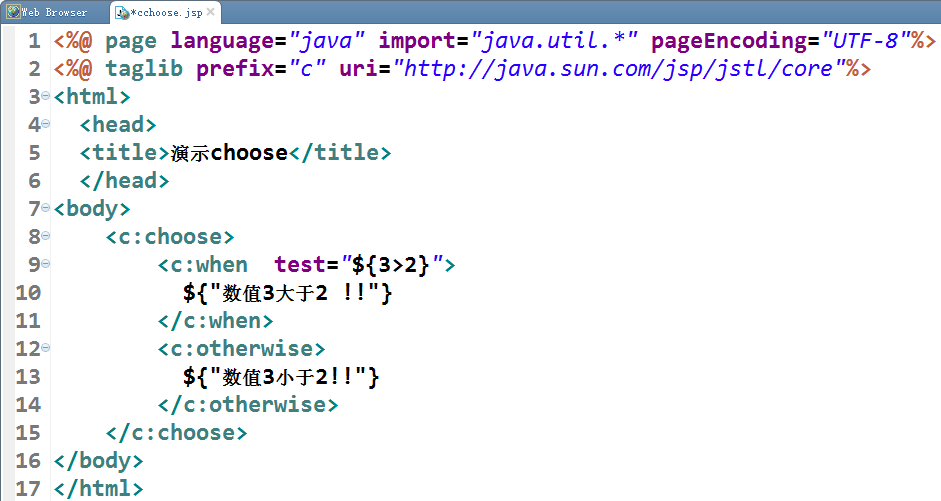 Web Browser
*cchoose.jsp
1 <%@ page language="java" import="java.util.*" pageEncoding="UTF-8"%>
2 <%@ taglib prefix="c" uri="http://java.sun.com/jsp/jstl/core"%>
3 <html>
4 <head>
5 <title>演示choose</title>
6 </head>
7 <body>
8 <c:choose>
9 <c:when  test="${3>2}">
10 ${"数值3大于2 !!"}
11 </c:when>
12 <c:otherwise>
13 ${"数值3小于2!!"}
14 </c:otherwise>
15 </c:choose>
16 </body>
17 </html>